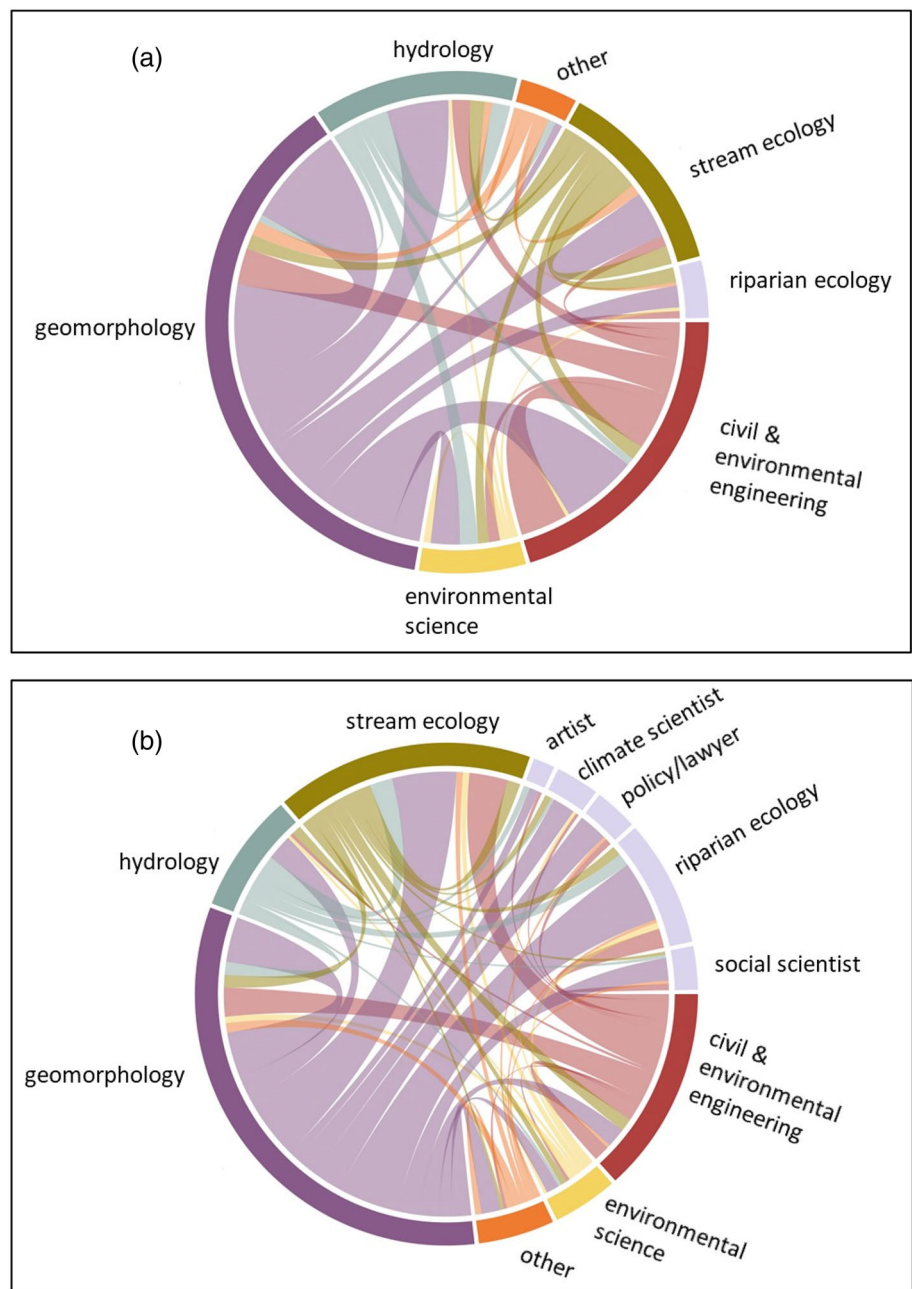 (a)
hydrology
other
stream ecology
riparian ecology
geomorphology
civil &
environmental
engineering
environmental
science
(b)
stream ecology
artist
climate scientist
policy/lawyer
riparian ecology
hydrology
social scientist
geomorphology
civil &
environmental
engineering
environmental
science
other